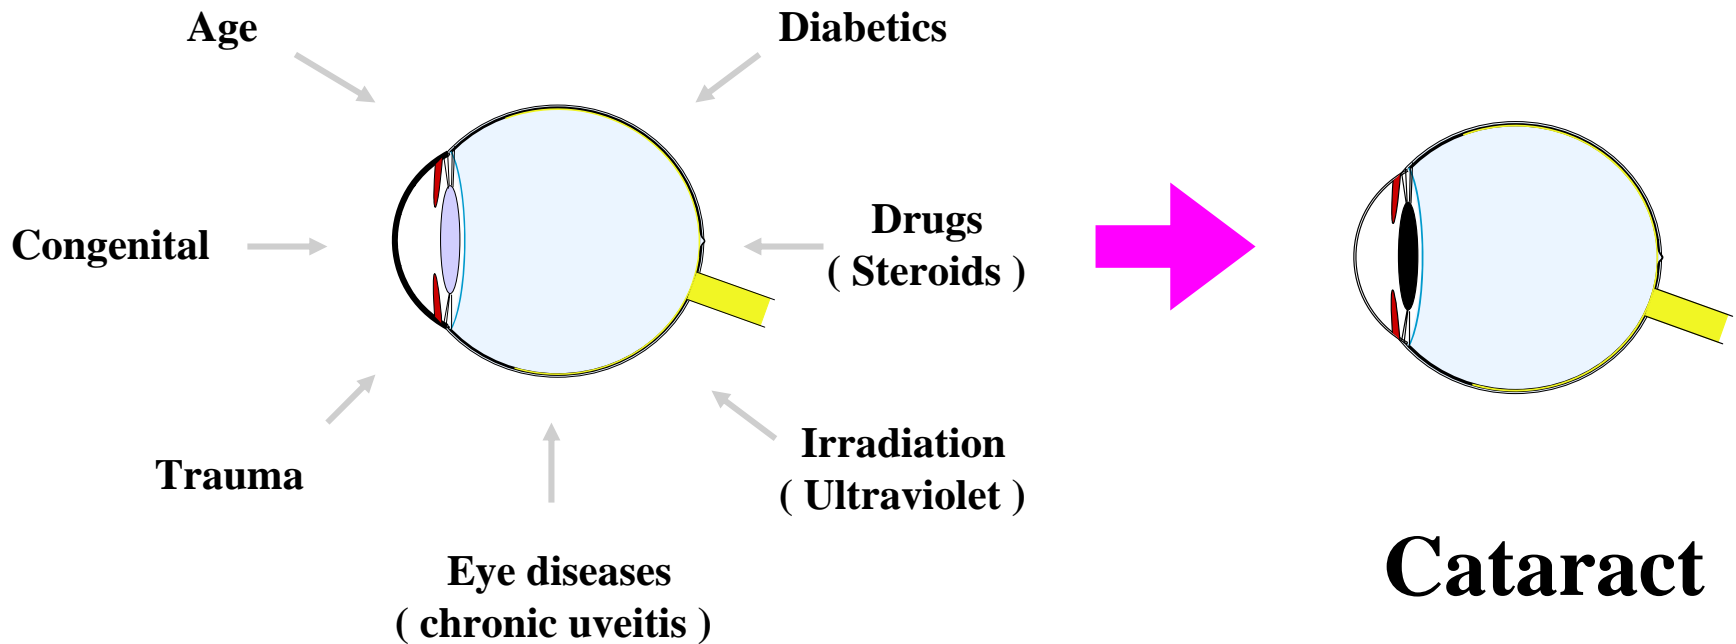 Age
Diabetics
Congenital
Drugs
( Steroids )
Trauma
Irradiation
( Ultraviolet )
Eye diseases
( chronic uveitis )
Cataract